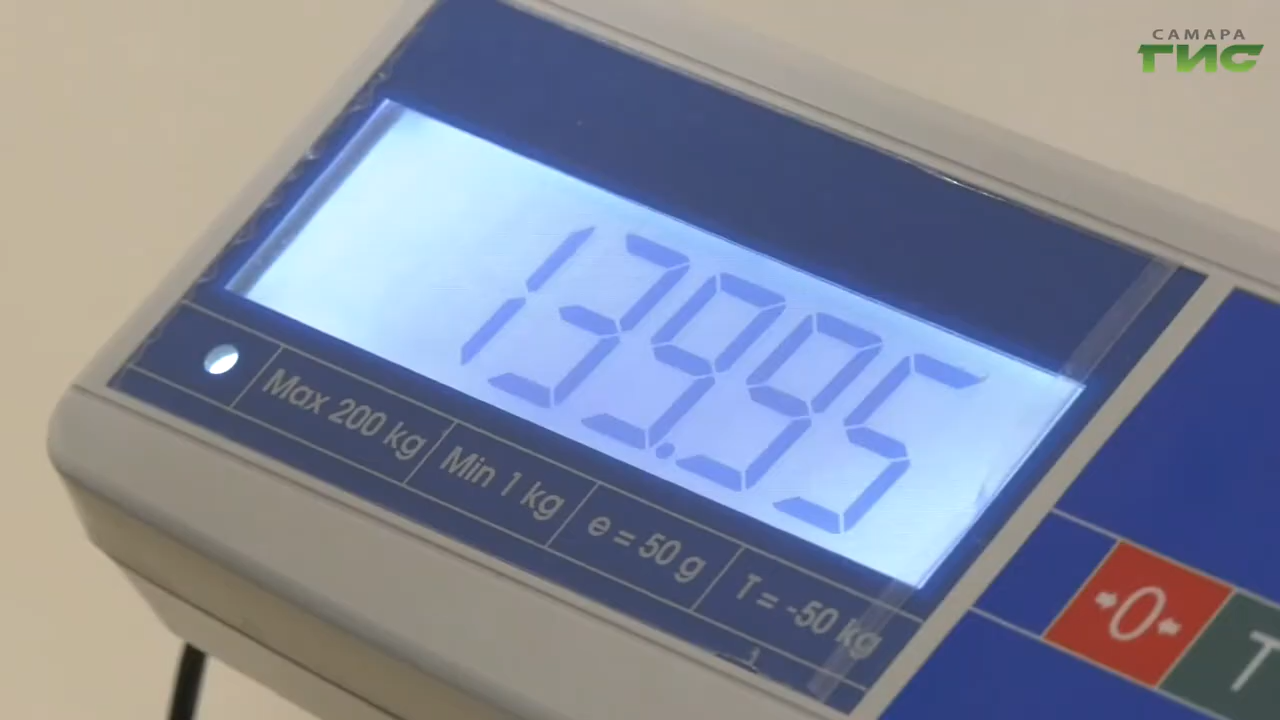 САМАРА
ГИС
139.95
Max 200 kg
Min 1 kg
e = 50 g
T = -50 kg
→0←
T